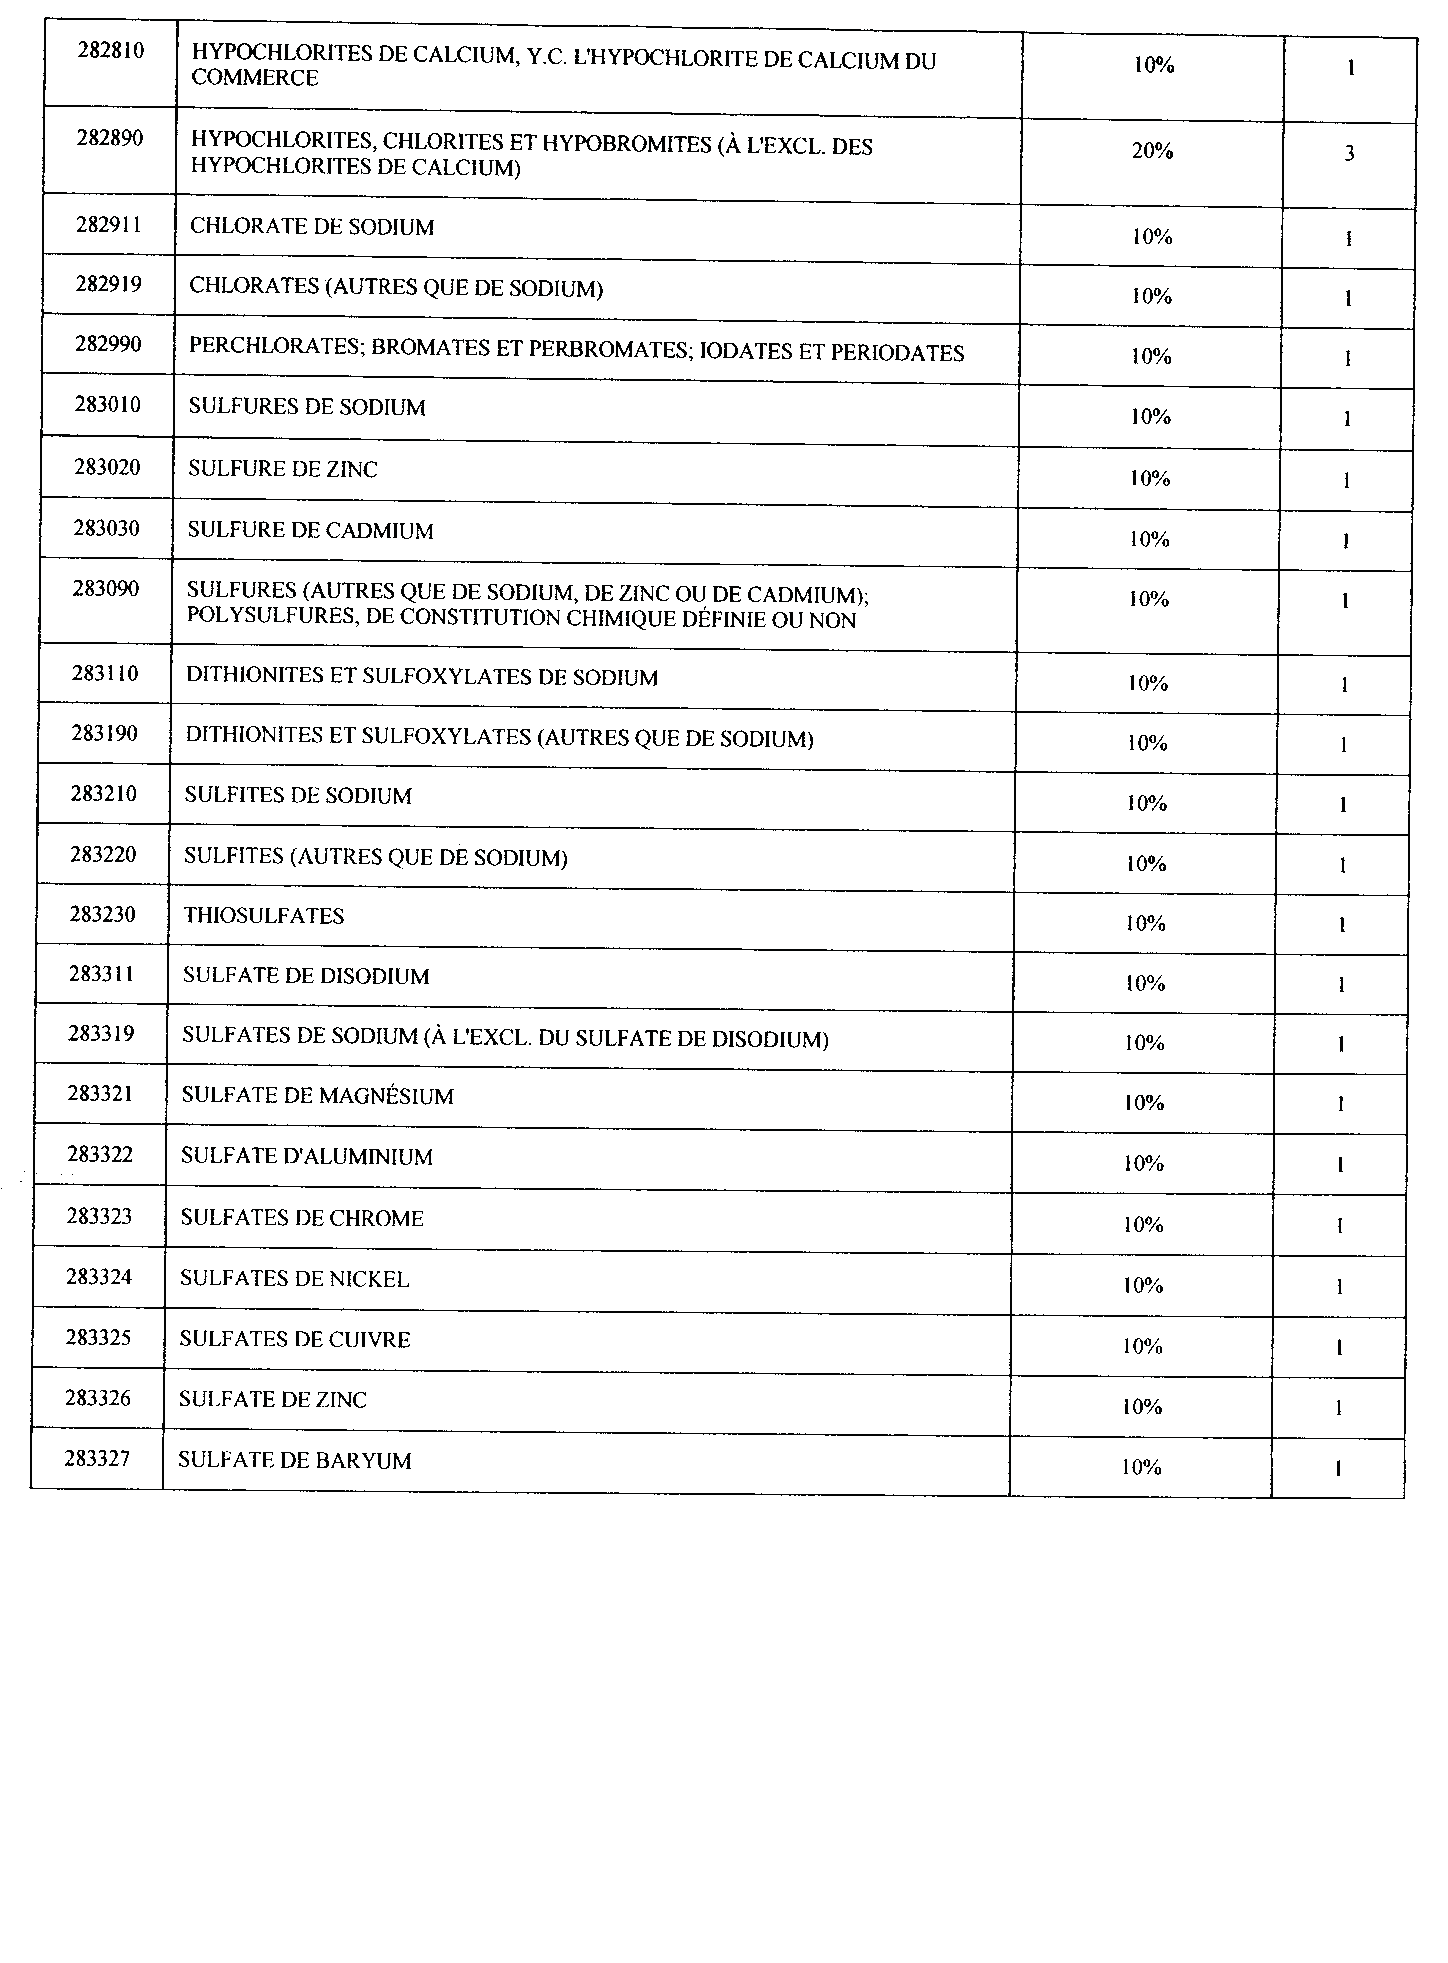 282810 HYPOCHLORITES DE CALCIUM, Y.C. L'HYPOCHLORITE DE CALCIUM DU 10% 1
COMMERCE
282890 HYPOCHLORITES, CHLORITES ET HYPOBROMITES (À L'EXCL. DES 20% 3
HYPOCHLORITES DE CALCIUM)
282911 CHLORATE DE SODIUM 10% 1
282919 CHLORATES (AUTRES QUE DE SODIUM) 10% 1
282990 PERCHLORATES; BROMATES ET PERBROMATES; IODATES ET PERIODATES 10% 1
283010 SULFURES DE SODIUM 10% 1
283020 SULFURE DE ZINC 10% 1
283030 SULFURE DE CADMIUM 10% 1
283090 SULFURES (AUTRES QUE DE SODIUM, DE ZINC OU DE CADMIUM); 10% 1
POLYSULFURES, DE CONSTITUTION CHIMIQUE DÉFINIE OU NON
283110 DITHIONITES ET SULFOXYLATES DE SODIUM 10% 1
283190 DITHIONITES ET SULFOXYLATES (AUTRES QUE DE SODIUM) 10% 1
283210 SULFITES DE SODIUM 10% 1
283220 SULFITES (AUTRES QUE DE SODIUM) 10% 1
283230 THIOSULFATES 10% 1
283311 SULFATE DE DISODIUM 10% 1
283319 SULFATES DE SODIUM (À L'EXCL. DU SULFATE DE DISODIUM) 10% 1
283321 SULFATE DE MAGNÉSIUM 10% 1
283322 SULFATE D'ALUMINIUM 10% 1
283323 SULFATES DE CHROME 10% 1
283324 SULFATES DE NICKEL 10% 1
283325 SULFATES DE CUIVRE 10% 1
283326 SULFATE DE ZINC 10% 1
283327 SULFATE DE BARYUM 10% 1